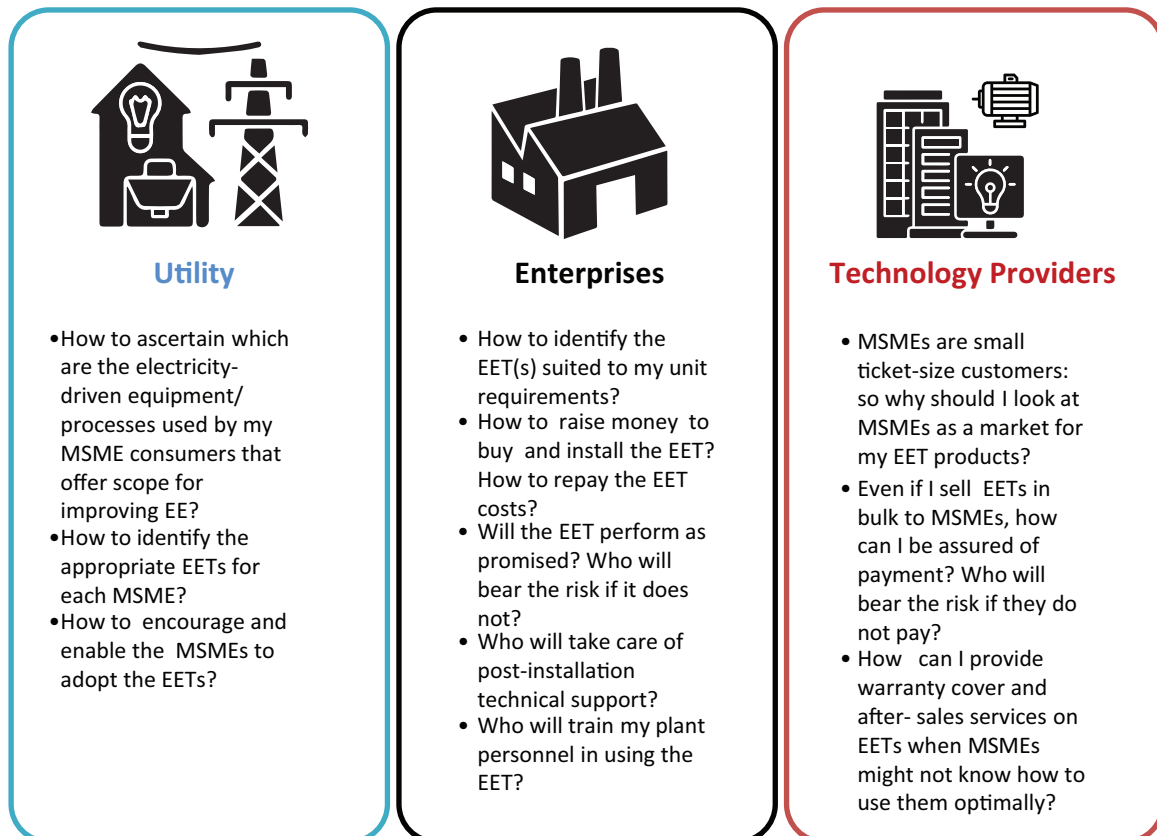 Utility
•How to ascertain which
are the electricity-
driven equipment/
processes used by my
MSME consumers that
offer scope for
improving EE?
•How to identify the
appropriate EETs for
each MSME?
•How to encourage and
enable the MSMEs to
adopt the EETs?
Enterprises
• How to identify the
EET(s) suited to my unit
requirements?
• How to raise money to
buy and install the EET?
How to repay the EET
costs?
• Will the EET perform as
promised? Who will
bear the risk if it does
not?
• Who will take care of
post-installation
technical support?
• Who will train my plant
personnel in using the
EET?
Technology Providers
• MSMEs are small
ticket-size customers:
so why should I look at
MSMEs as a market for
my EET products?
• Even if I sell EETs in
bulk to MSMEs, how
can I be assured of
payment? Who will
bear the risk if they do
not pay?
• How can I provide
warranty cover and
after- sales services on
EETs when MSMEs
might not know how to
use them optimally?